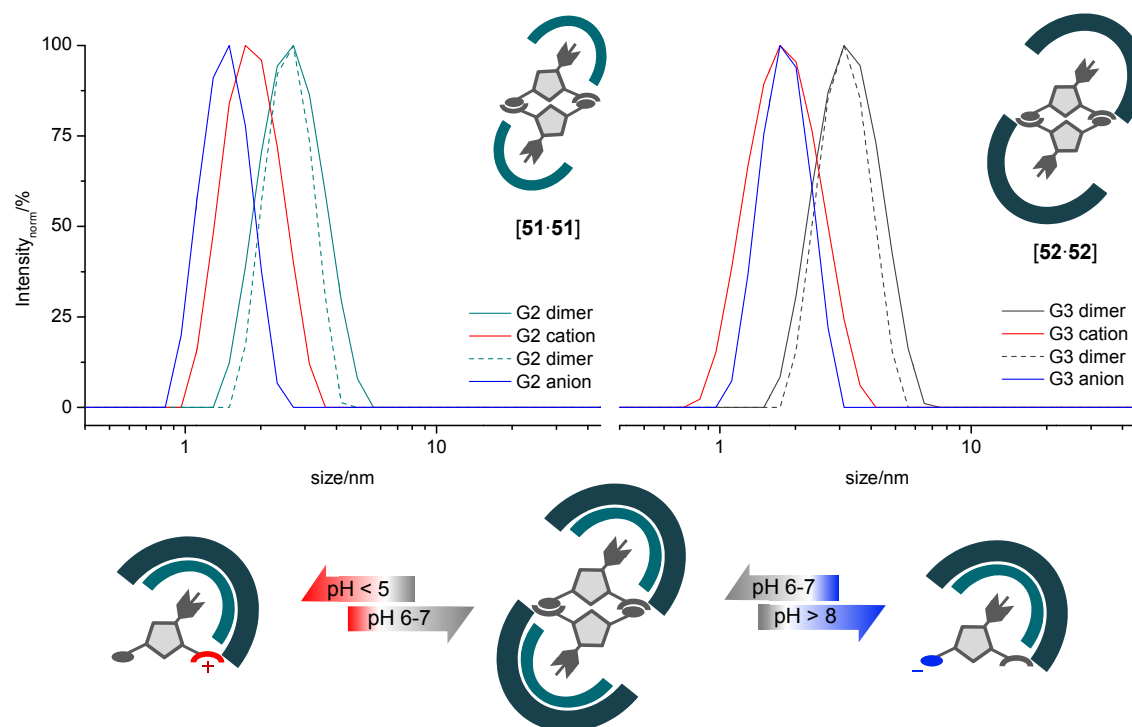 100
75
50
25
0
Intensity norm/%
[51·51]
G2 dimer
G2 cation
G2 dimer
G2 anion
1
10
size/nm
[52·52]
G3 dimer
G3 cation
G3 dimer
G3 anion
1
10
size/nm
pH < 5
pH 6-7
+
pH 6-7
pH > 8
–